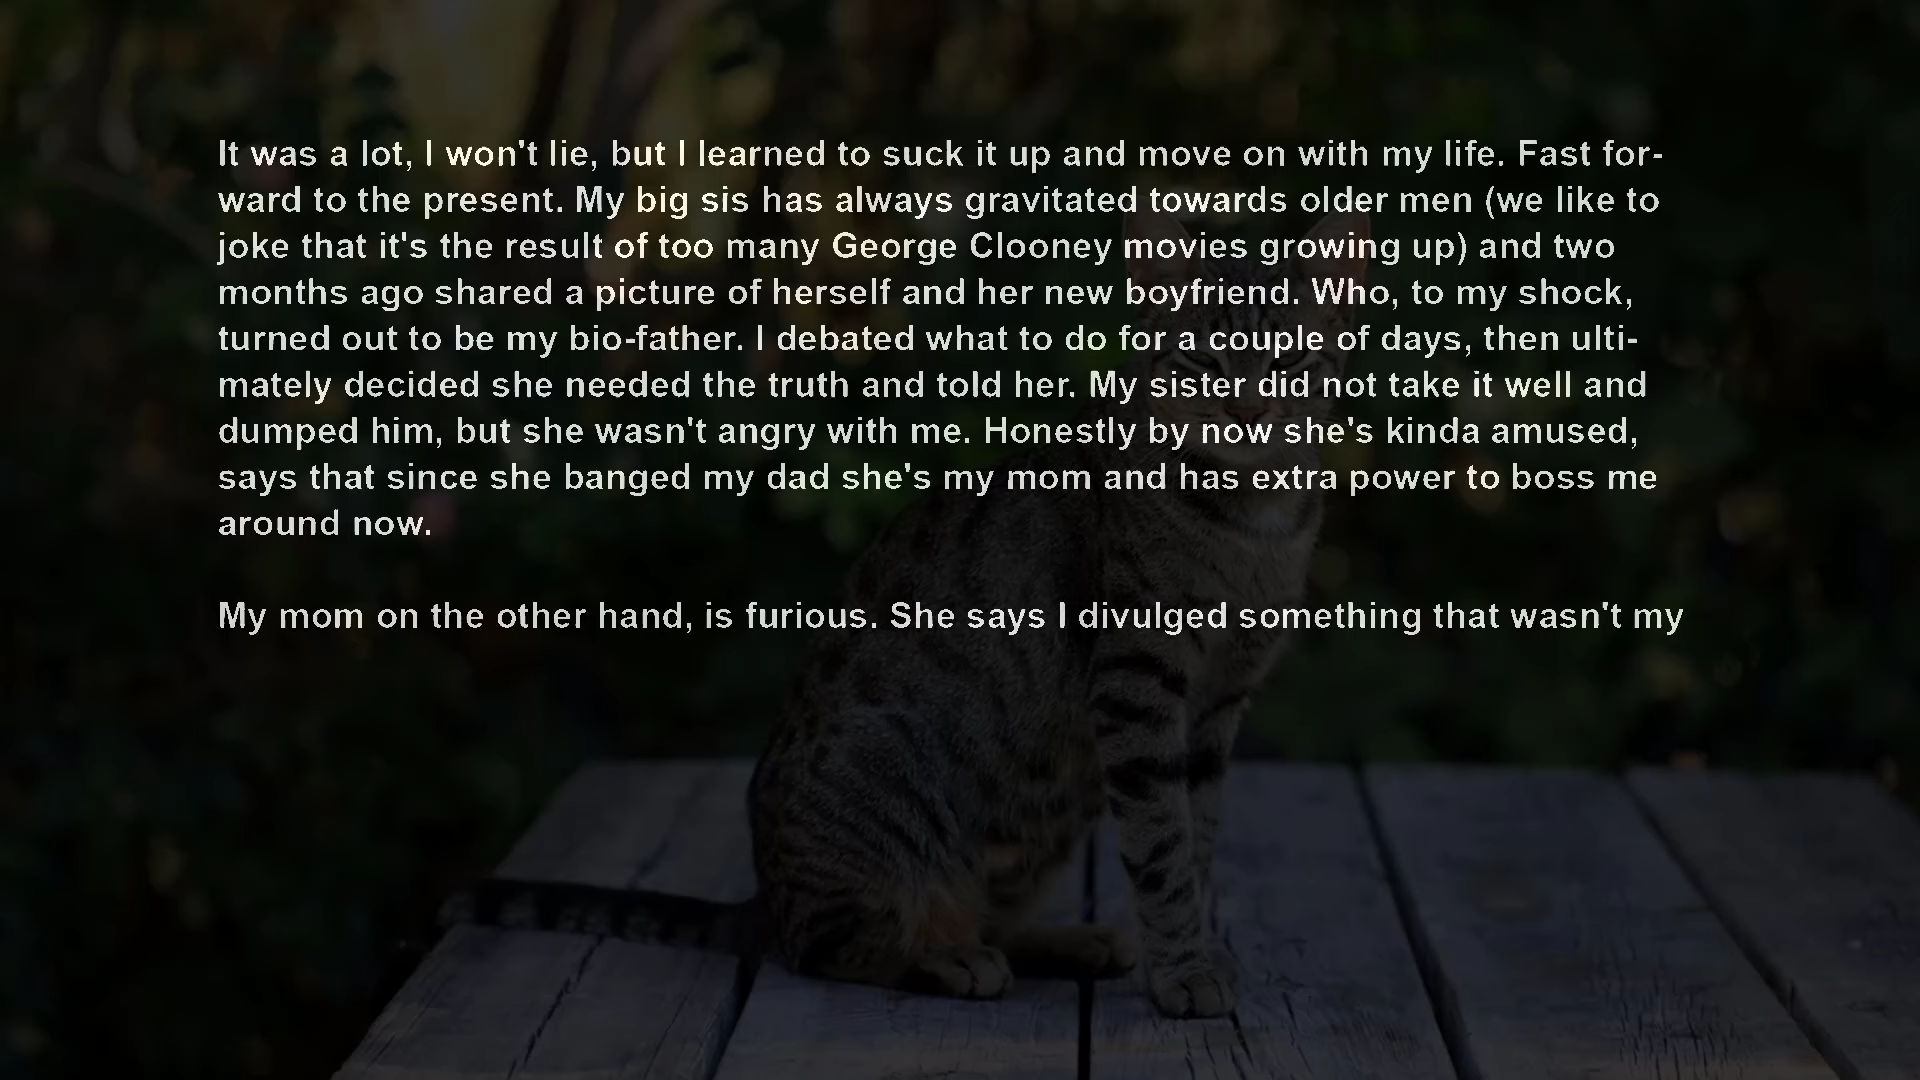 It was a lot, I won't lie, but I learned to suck it up and move on with my life. Fast for-
ward to the present. My big sis has always gravitated towards older men (we like to
joke that it's the result of too many George Clooney movies growing up) and two
months ago shared a picture of herself and her new boyfriend. Who, to my shock,
turned out to be my bio-father. I debated what to do for a couple of days, then ulti-
mately decided she needed the truth and told her. My sister did not take it well and
dumped him, but she wasn't angry with me. Honestly by now she's kinda amused,
says that since she banged my dad she's my mom and has extra power to boss me
around now.
My mom on the other hand, is furious. She says I divulged something that wasn't my